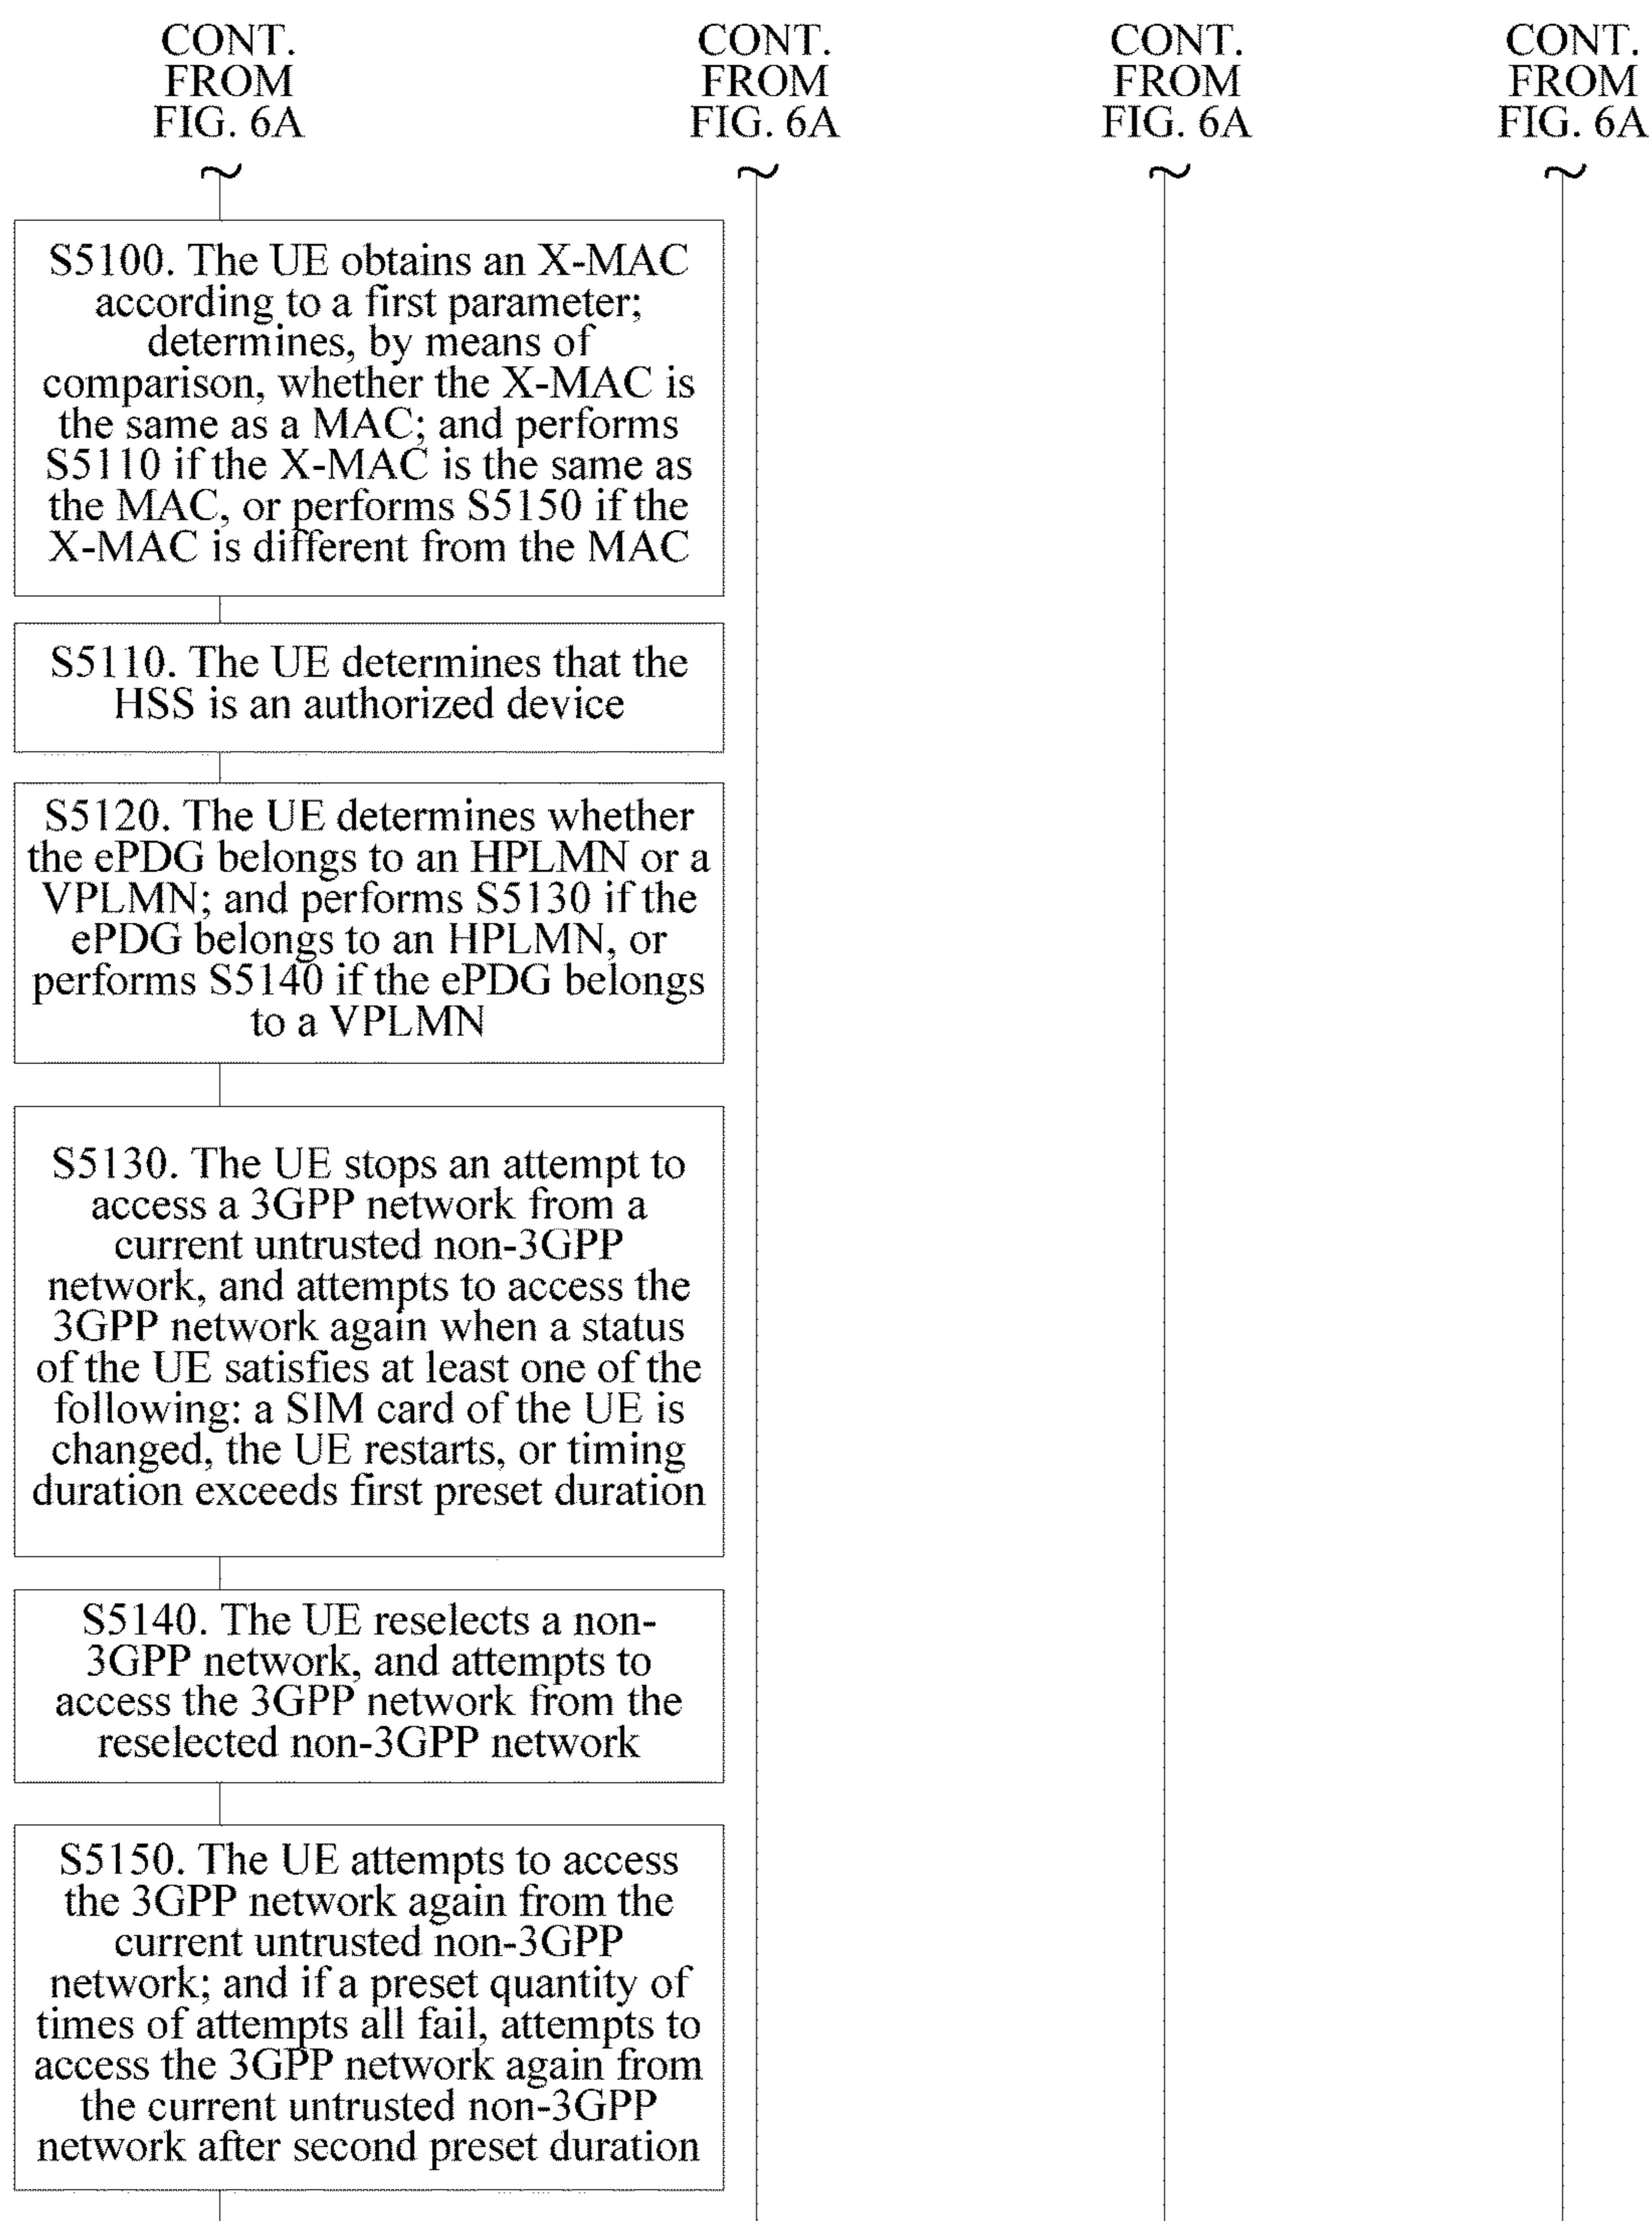 CONT.
FROM
FIG. 6A
CONT.
FROM
FIG. 6A
CONT.
FROM
FIG. 6A
CONT.
FROM
FIG. 6A
S5100. The UE obtains an X-MAC
according to a first parameter;
determines, by means of
comparison, whether the X-MAC is
the same as a MAC; and performs
S5110 if the X-MAC is the same as
the MAC, or performs S5150 if the
X-MAC is different from the MAC
S5110. The UE determines that the
HSS is an authorized device
S5120. The UE determines whether
the ePDG belongs to an HPLMN or a
VPLMN; and performs S5130 if the
ePDG belongs to an HPLMN, or
performs S5140 if the ePDG belongs
to a VPLMN
S5130. The UE stops an attempt to
access a 3GPP network from a
current untrusted non-3GPP
network, and attempts to access the
3GPP network again when a status
of the UE satisfies at least one of the
following: a SIM card of the UE is
changed, the UE restarts, or timing
duration exceeds first preset duration
S5140. The UE reselects a non-
3GPP network, and attempts to
access the 3GPP network from the
reselected non-3GPP network
S5150. The UE attempts to access
the 3GPP network again from the
current untrusted non-3GPP
network; and if a preset quantity of
times of attempts all fail, attempts to
access the 3GPP network again from
the current untrusted non-3GPP
network after second preset duration